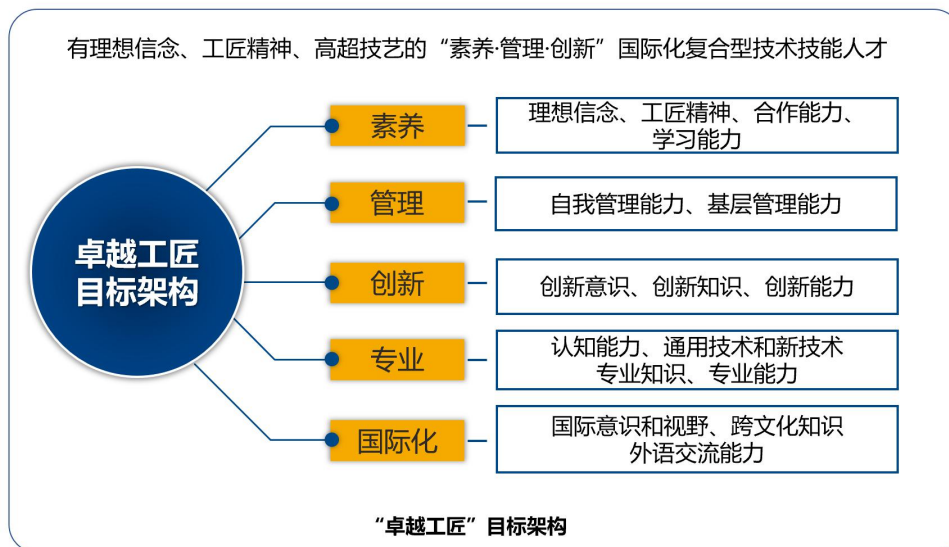 有理想信念、工匠精神、高超技艺的“素养·管理·创新”国际化复合型技术技能人才
卓越工匠
目标架构
素养
理想信念、工匠精神、合作能力、
学习能力
管理
自我管理能力、基层管理能力
创新
创新意识、创新知识、创新能力
专业
认知能力、通用技术和新技术
专业知识、专业能力
国际化
国际意识和视野、跨文化知识
外语交流能力
“卓越工匠”目标架构